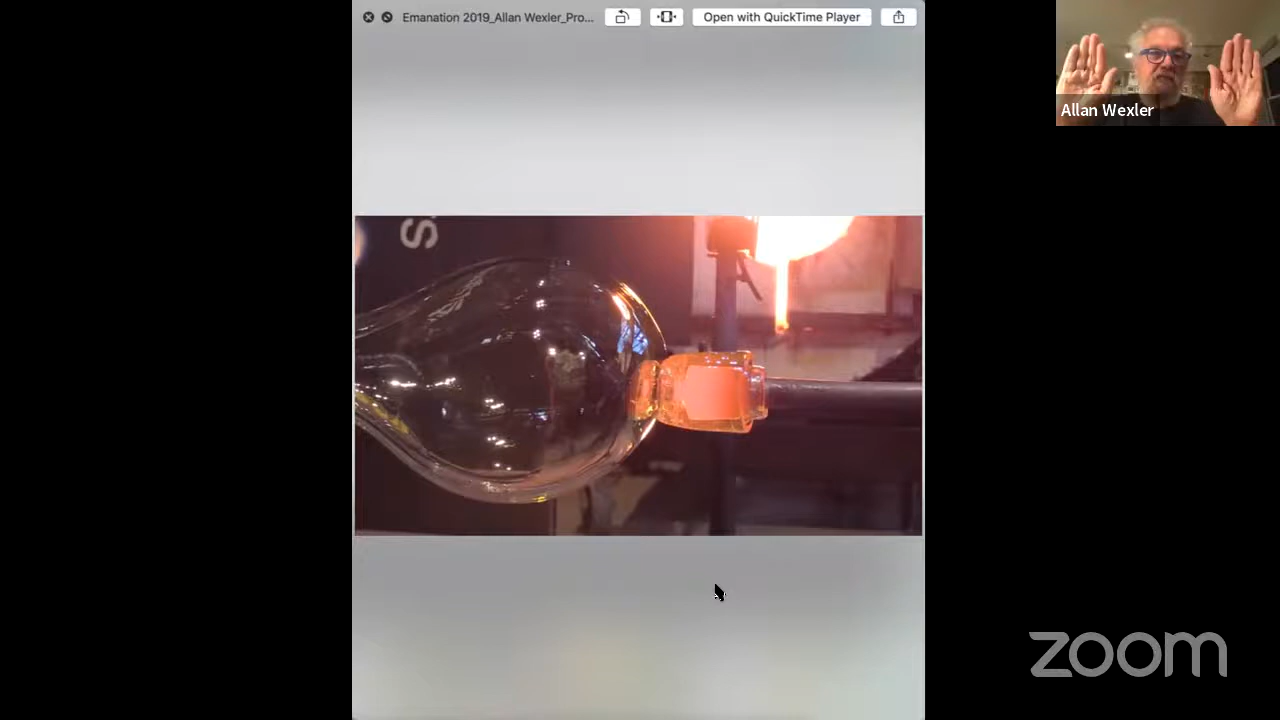 Emanation 2019_Allan Wexler_Pro...
Open with QuickTime Player
Allan Wexler
S
zoom